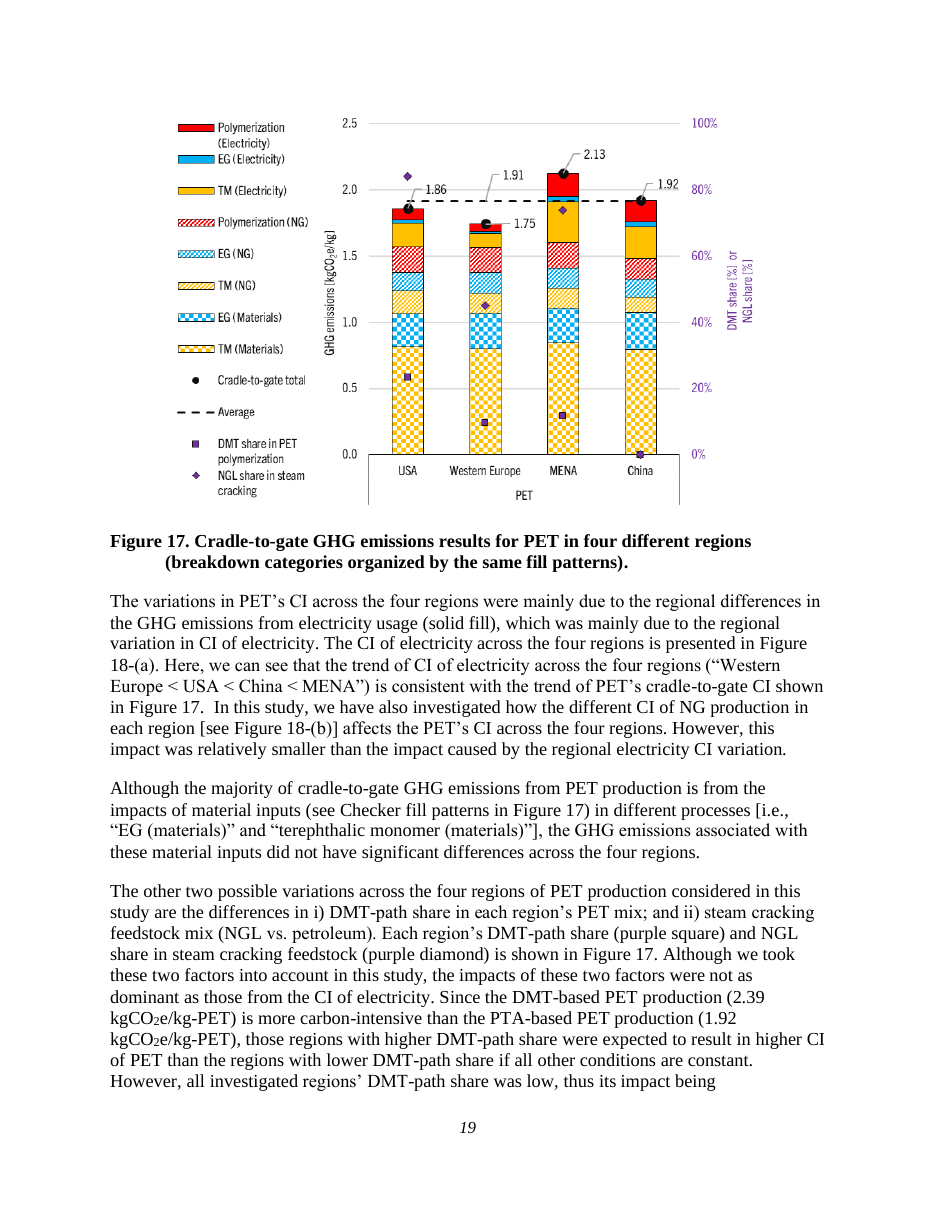 Polymerization
(Electricity)
EG (Electricity)
TM (Electricity)
Polymerization (NG)
EG (NG)
TM (NG)
EG (Materials)
TM (Materials)
Cradle-to-gate total
Average
DMT share in PET
polymerization
NGL share in steam
cracking
GHG emissions [kgCO₂e/kg]
2.5
2.0
1.5
1.0
0.5
0.0
1.86
1.91
1.75
2.13
1.92
100%
80%
60%
40%
20%
0%
DMT share [%] or
NGL share [%]
USA
Western Europe
MENA
China
PET
Figure 17. Cradle-to-gate GHG emissions results for PET in four different regions
(breakdown categories organized by the same fill patterns).
The variations in PET’s CI across the four regions were mainly due to the regional differences in
the GHG emissions from electricity usage (solid fill), which was mainly due to the regional
variation in CI of electricity. The CI of electricity across the four regions is presented in Figure
18-(a). Here, we can see that the trend of CI of electricity across the four regions (“Western
Europe < USA < China < MENA”) is consistent with the trend of PET’s cradle-to-gate CI shown
in Figure 17. In this study, we have also investigated how the different CI of NG production in
each region [see Figure 18-(b)] affects the PET’s CI across the four regions. However, this
impact was relatively smaller than the impact caused by the regional electricity CI variation.
Although the majority of cradle-to-gate GHG emissions from PET production is from the
impacts of material inputs (see Checker fill patterns in Figure 17) in different processes [i.e.,
“EG (materials)” and “terephthalic monomer (materials)”], the GHG emissions associated with
these material inputs did not have significant differences across the four regions.
The other two possible variations across the four regions of PET production considered in this
study are the differences in i) DMT-path share in each region’s PET mix; and ii) steam cracking
feedstock mix (NGL vs. petroleum). Each region’s DMT-path share (purple square) and NGL
share in steam cracking feedstock (purple diamond) is shown in Figure 17. Although we took
these two factors into account in this study, the impacts of these two factors were not as
dominant as those from the CI of electricity. Since the DMT-based PET production (2.39
kgCO₂e/kg-PET) is more carbon-intensive than the PTA-based PET production (1.92
kgCO₂e/kg-PET), those regions with higher DMT-path share were expected to result in higher CI
of PET than the regions with lower DMT-path share if all other conditions are constant.
However, all investigated regions’ DMT-path share was low, thus its impact being
19